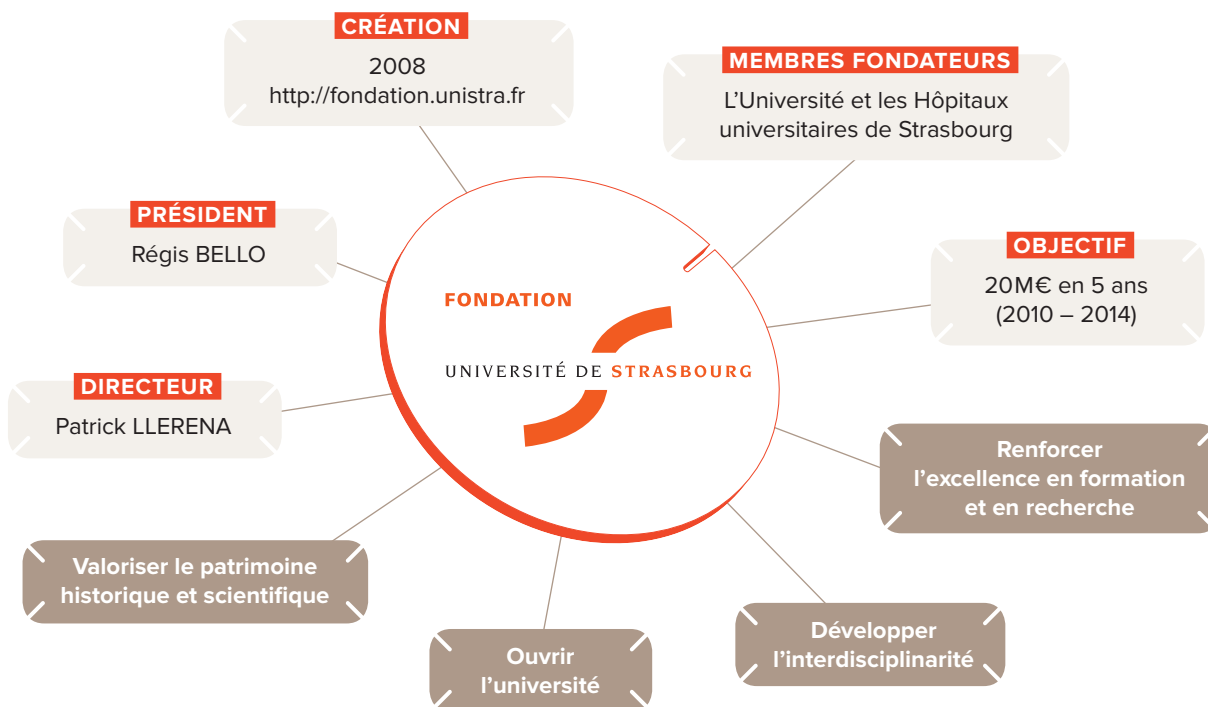 CRÉATION
2008
http://fondation.unistra.fr
MEMBRES FONDATEURS
L'Université et les Hôpitaux
universitaires de Strasbourg
PRÉSIDENT
Régis BELLO
OBJECTIF
20M€ en 5 ans
(2010 – 2014)
FONDATION
UNIVERSITÉ DE STRASBOURG
DIRECTEUR
Patrick LLERENA
Renforcer
l'excellence en formation
et en recherche
Valoriser le patrimoine
historique et scientifique
Ouvrir
l'université
Développer
l'interdisciplinarité